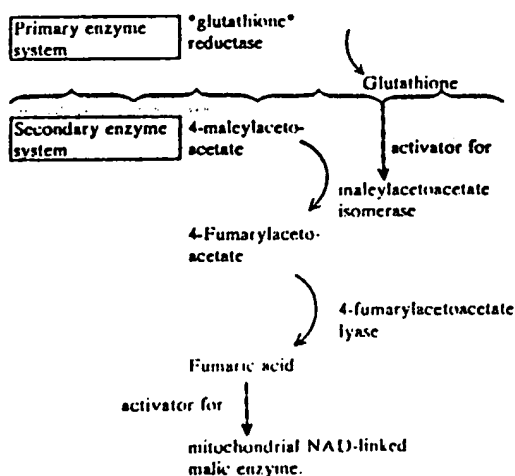 Primary enzyme
system
"glutathione"
reductase
Glutathione
Secondary enzyme
system
4-maleylaceto-
acetate
activator for
maleylacetoacetate
isomerase
4-Fumarylaceto-
acetate
4-fumarylacetoacetate
lyase
Fumaric acid
activator for
mitochondrial NAD-linked
malic enzyme.